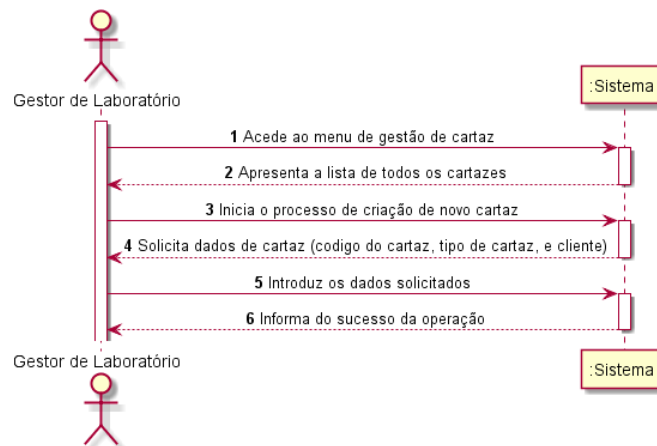 Gestor de Laboratório
:Sistema
1 Acede ao menu de gestão de cartaz
2 Apresenta a lista de todos os cartazes
3 Inicia o processo de criação de novo cartaz
4 Solicita dados de cartaz (codigo do cartaz, tipo de cartaz, e cliente)
5 Introduz os dados solicitados
6 Informa do sucesso da operação
Gestor de Laboratório
:Sistema